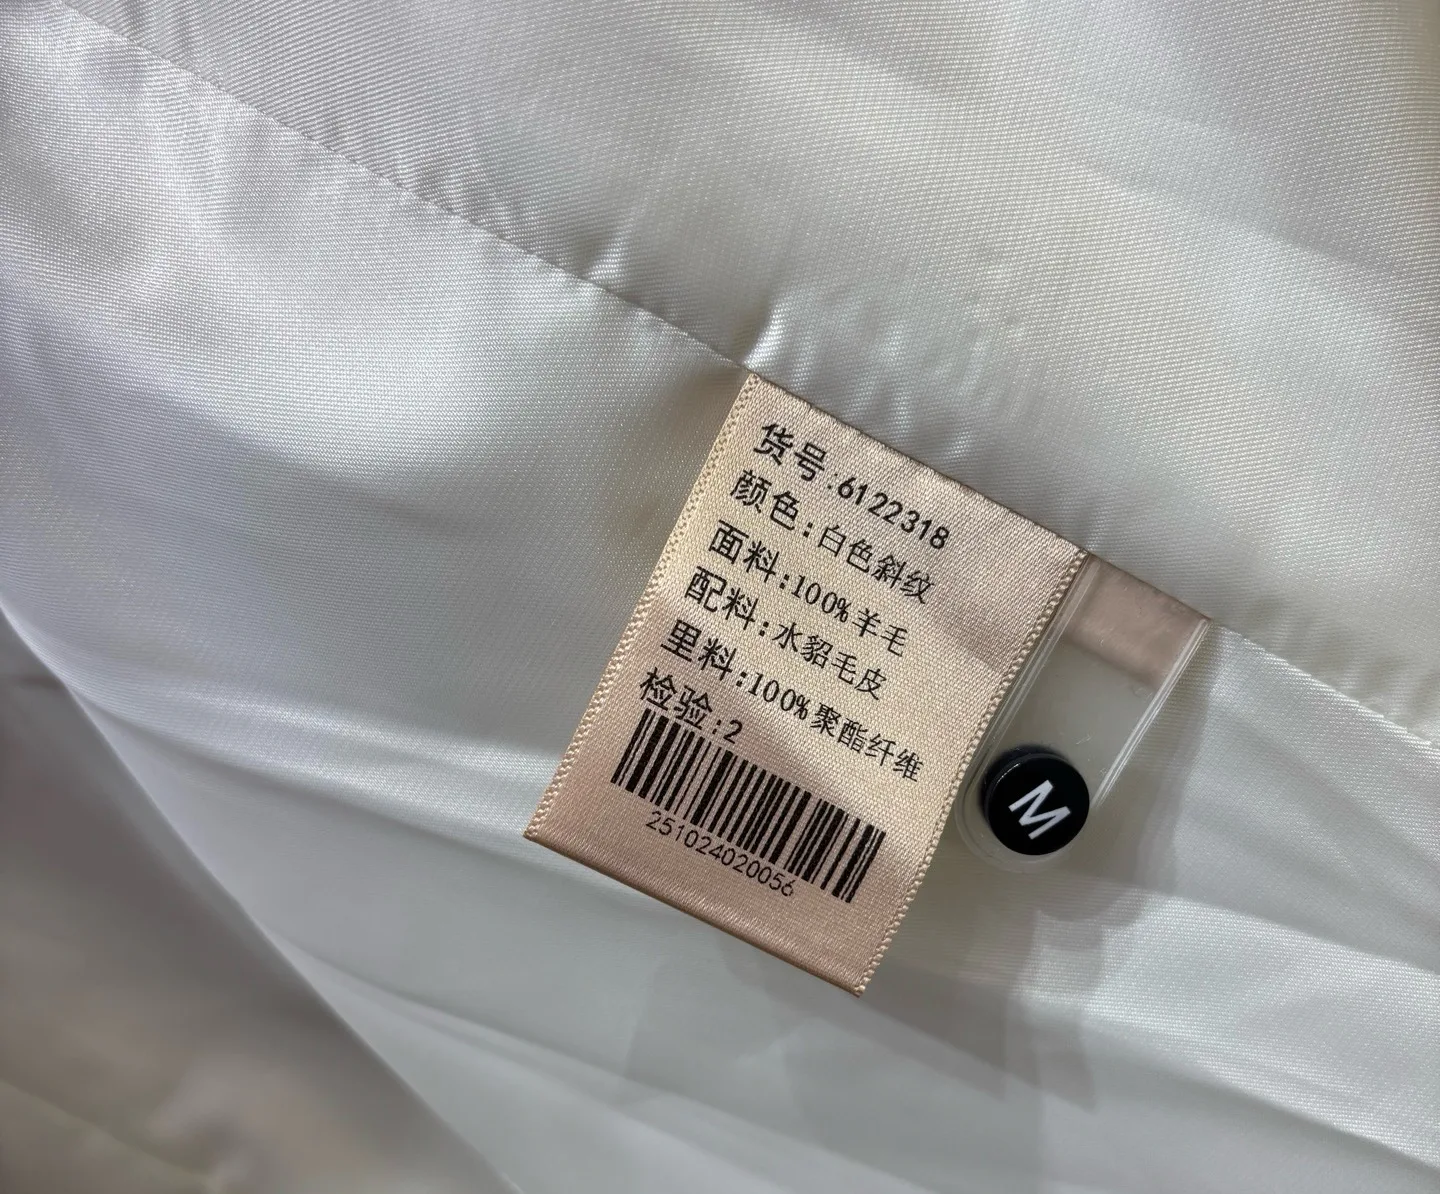 货号:6122318
颜色:白色斜纹
面料:100%羊毛
配料:水貂毛皮
里料:100%聚酯纤维
检验:2
251024020056
M